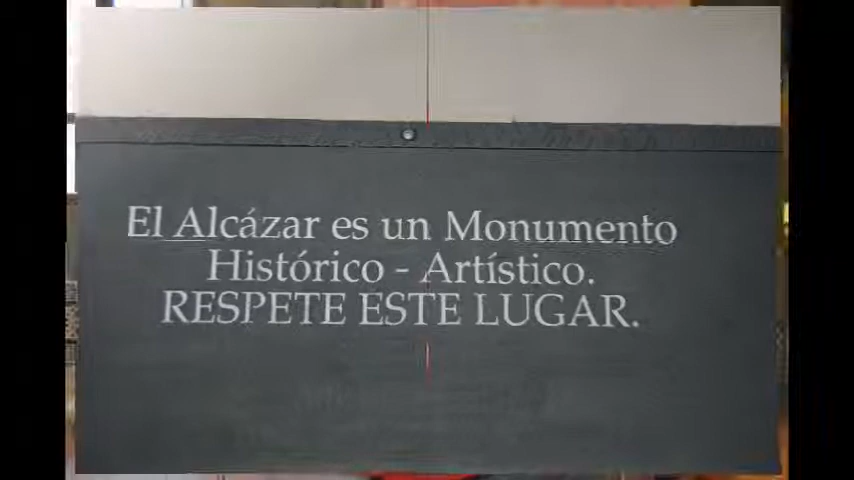 El Alcázar es un Monumento
Histórico - Artístico.
RESPETE ESTE LUGAR.